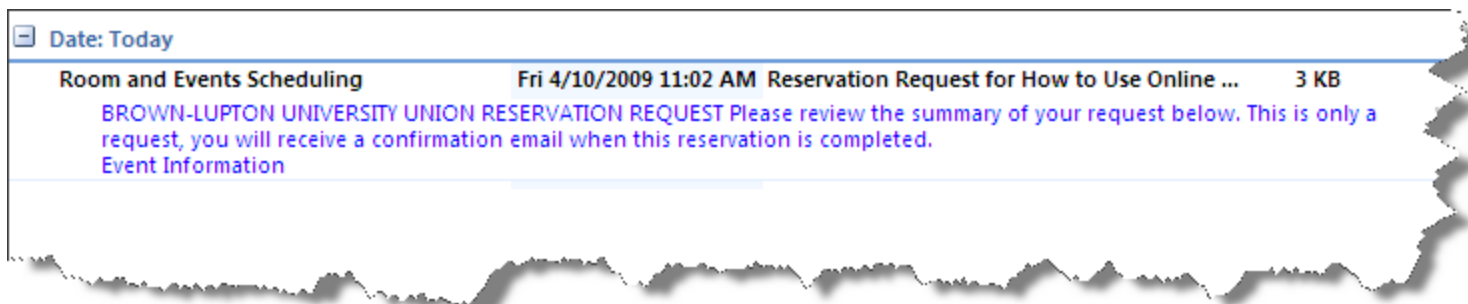 Date: Today
Room and Events Scheduling Fri 4/10/2009 11:02 AM Reservation Request for How to Use Online ... 3 KB
BROWN-LUPTON UNIVERSITY UNION RESERVATION REQUEST Please review the summary of your request below. This is only a
request, you will receive a confirmation email when this reservation is completed.
Event Information